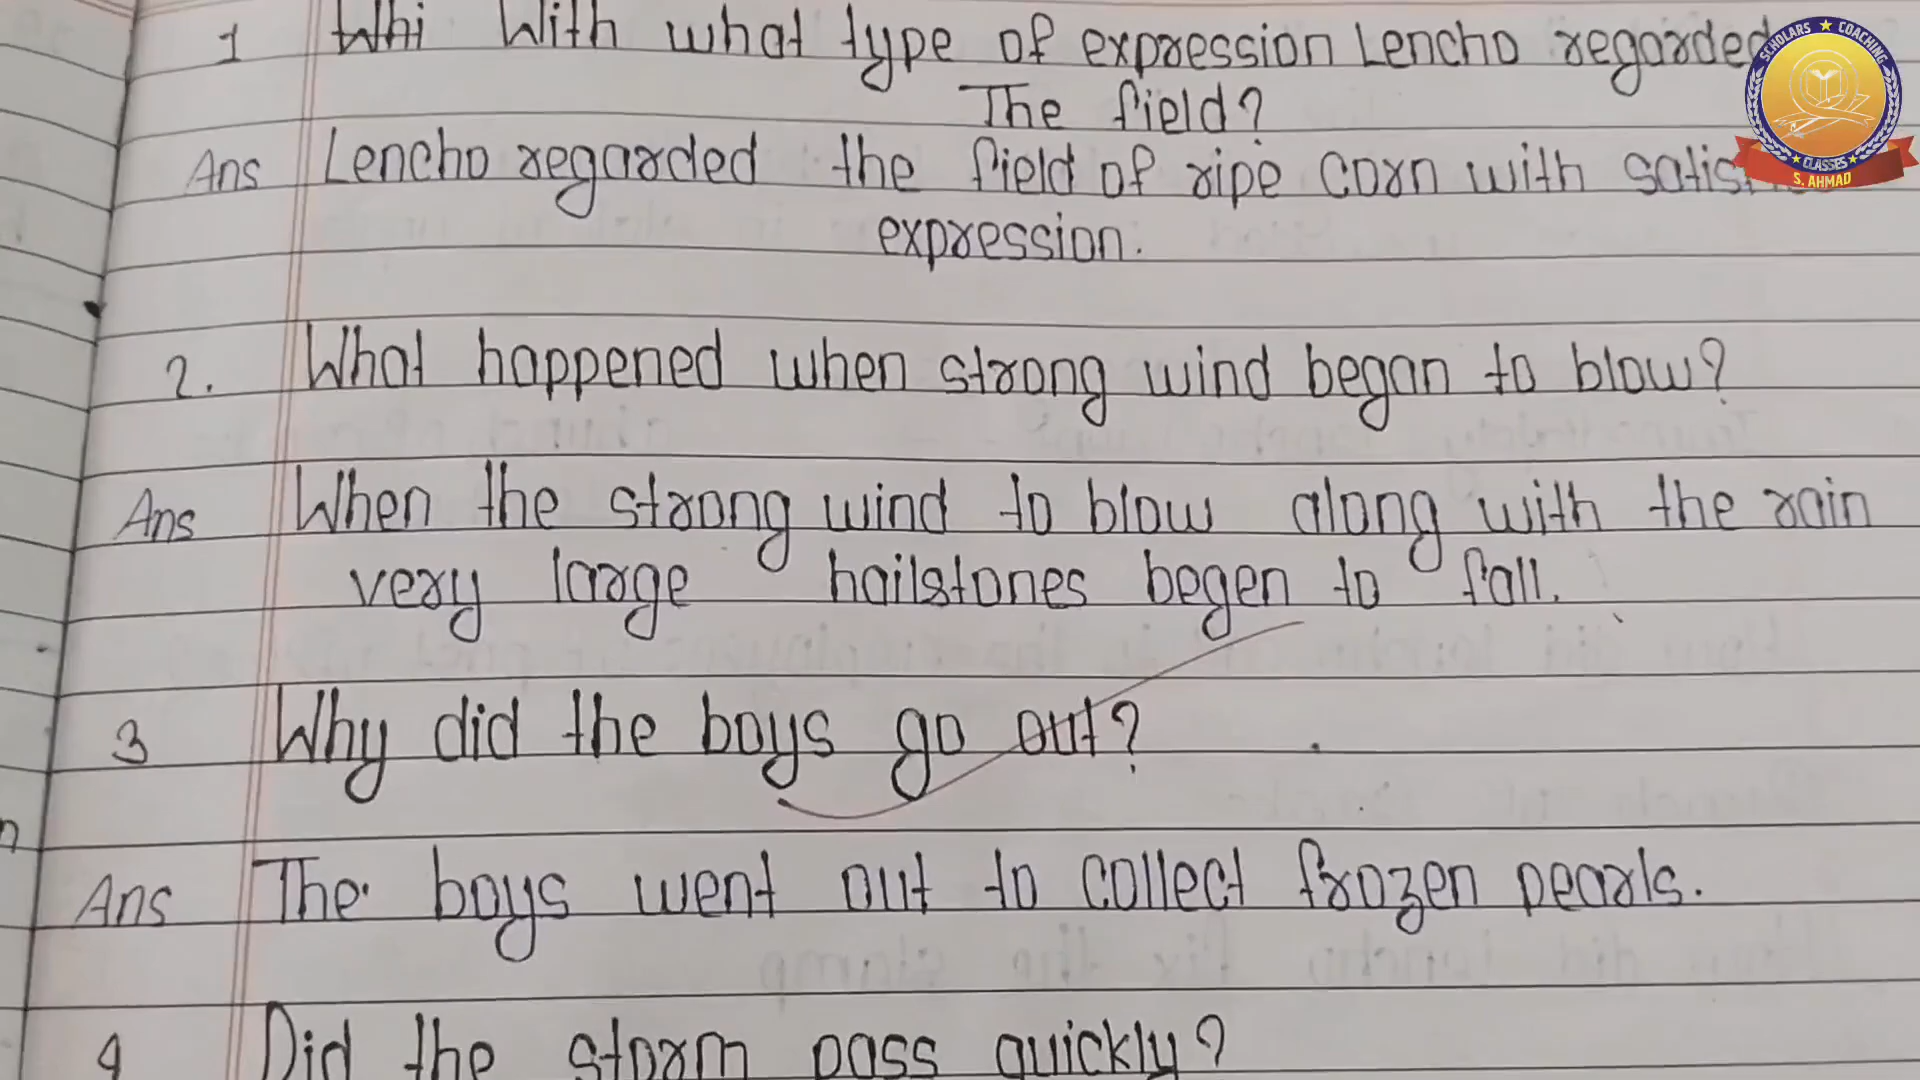 1 Whi With what type of expression Lencho regarded
The field?
Ans Lencho regarded the field of ripe corn with
expression.
2. What happened when strong wind began to blow?
Ans When the strong wind to blow along with the rain
very large hailstones begen to fall.
3 Why did the boys go out?
Ans The boys went out to collect frozen pearls.
4 Did the storm pass quickly?
SCHOLARS ★ COACHING
★ CLASSES ★
S. AHMAD